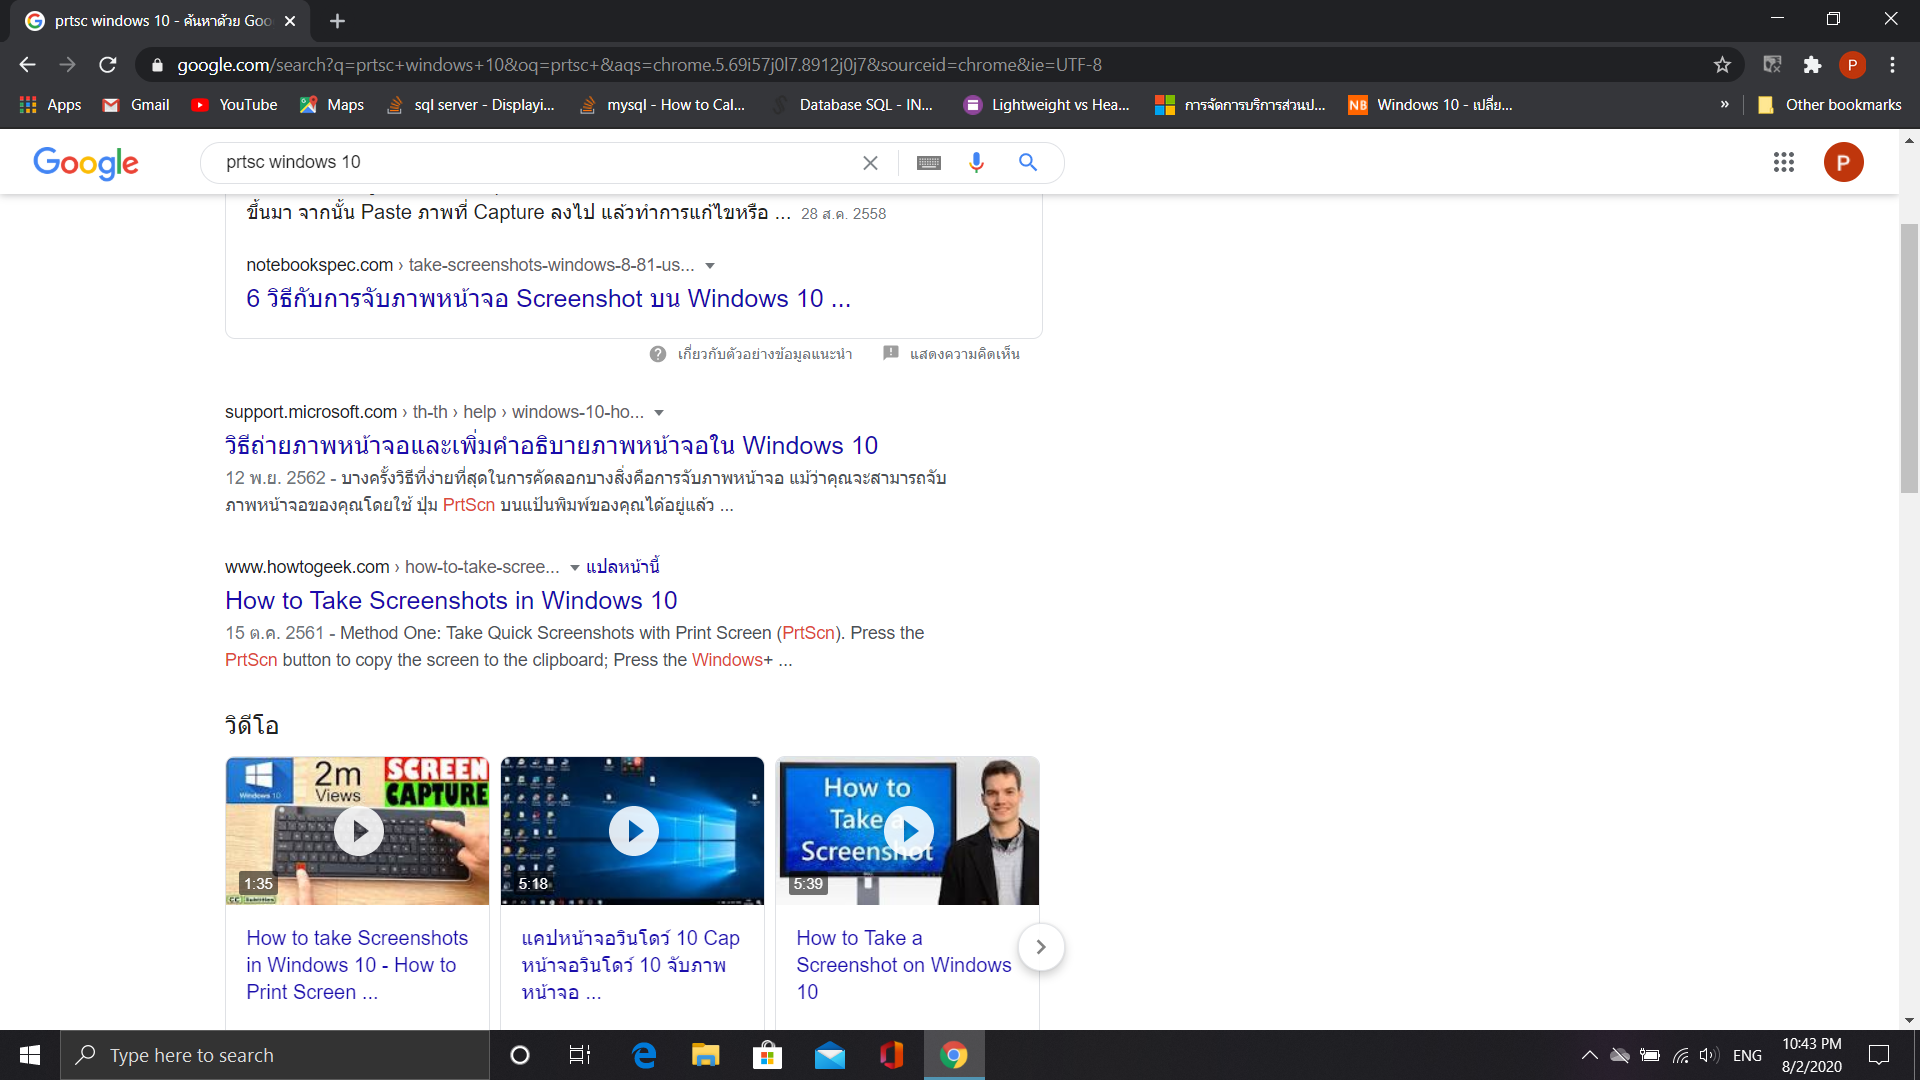 prtsc windows 10 - ค้นหาด้วย Goo
google.com/search?q=prtsc+windows+10&oq=prtsc+&aqs=chrome.5.69i57j0l7.8912j0j7&sourceid=chrome&ie=UTF-8
P
Apps Gmail YouTube Maps sql server - Displayi... mysql - How to Cal... Database SQL - IN... Lightweight vs Hea... การจัดการบริการส่วนป... NB Windows 10 - เปลี่ย... » Other bookmarks
Google prtsc windows 10 P
ขึ้นมา จากนั้น Paste ภาพที่ Capture ลงไป แล้วทำการแก้ไขหรือ ... 28 ส.ค. 2558
notebookspec.com › take-screenshots-windows-8-81-us...
6 วิธีกับการจับภาพหน้าจอ Screenshot บน Windows 10 ...
เกี่ยวกับตัวอย่างข้อมูลแนะนำ แสดงความคิดเห็น
support.microsoft.com › th-th › help › windows-10-ho...
วิธีถ่ายภาพหน้าจอและเพิ่มคำอธิบายภาพหน้าจอใน Windows 10
12 พ.ย. 2562 - บางครั้งวิธีที่ง่ายที่สุดในการคัดลอกบางสิ่งคือการจับภาพหน้าจอ แม้ว่าคุณจะสามารถจับ
ภาพหน้าจอของคุณโดยใช้ ปุ่ม PrtScn บนแป้นพิมพ์ของคุณได้อยู่แล้ว ...
www.howtogeek.com › how-to-take-scree... แปลหน้านี้
How to Take Screenshots in Windows 10
15 ต.ค. 2561 - Method One: Take Quick Screenshots with Print Screen (PrtScn). Press the
PrtScn button to copy the screen to the clipboard; Press the Windows+ ...
วิดีโอ
Windows 10
2m
Views
SCREEN
CAPTURE
1:35
CC Subtitles
5:18
How to
Take a
Screenshot
5:39
How to take Screenshots
in Windows 10 - How to
Print Screen ...
แคปหน้าจอวินโดว์ 10 Cap
หน้าจอวินโดว์ 10 จับภาพ
หน้าจอ ...
How to Take a
Screenshot on Windows
10
Type here to search
ENG
10:43 PM
8/2/2020